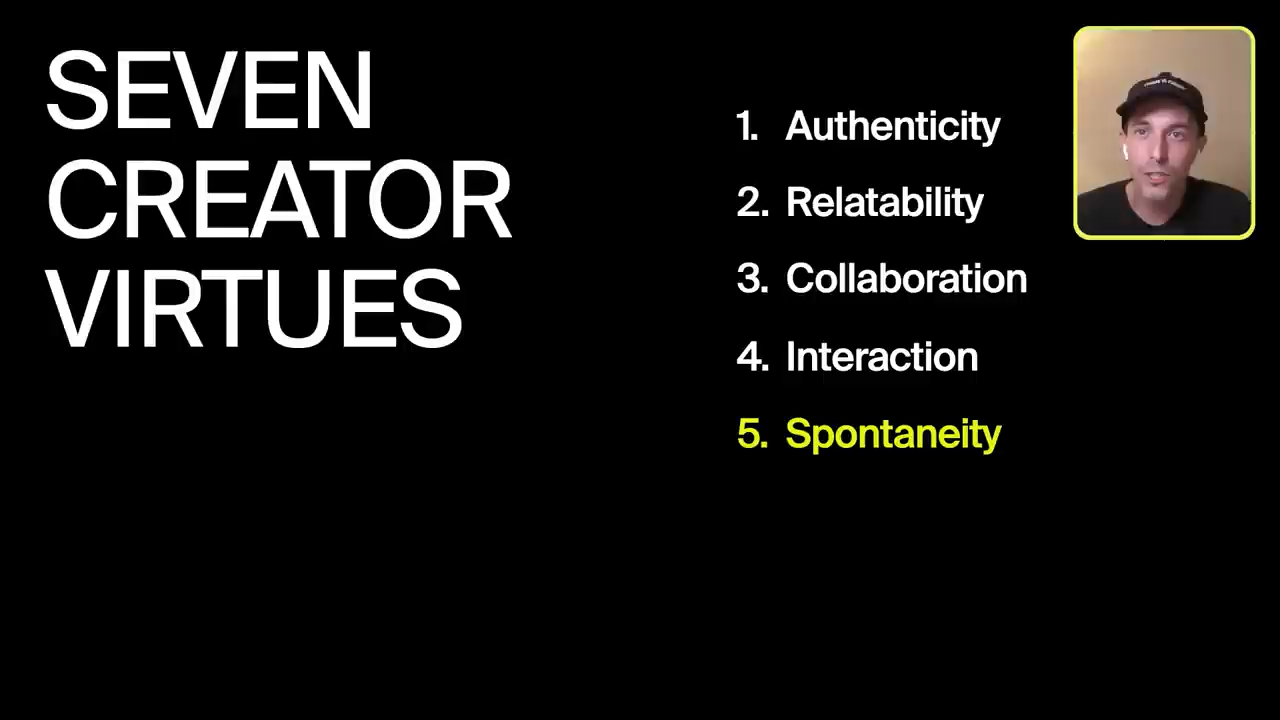 SEVEN
CREATOR
VIRTUES
1. Authenticity
2. Relatability
3. Collaboration
4. Interaction
5. Spontaneity